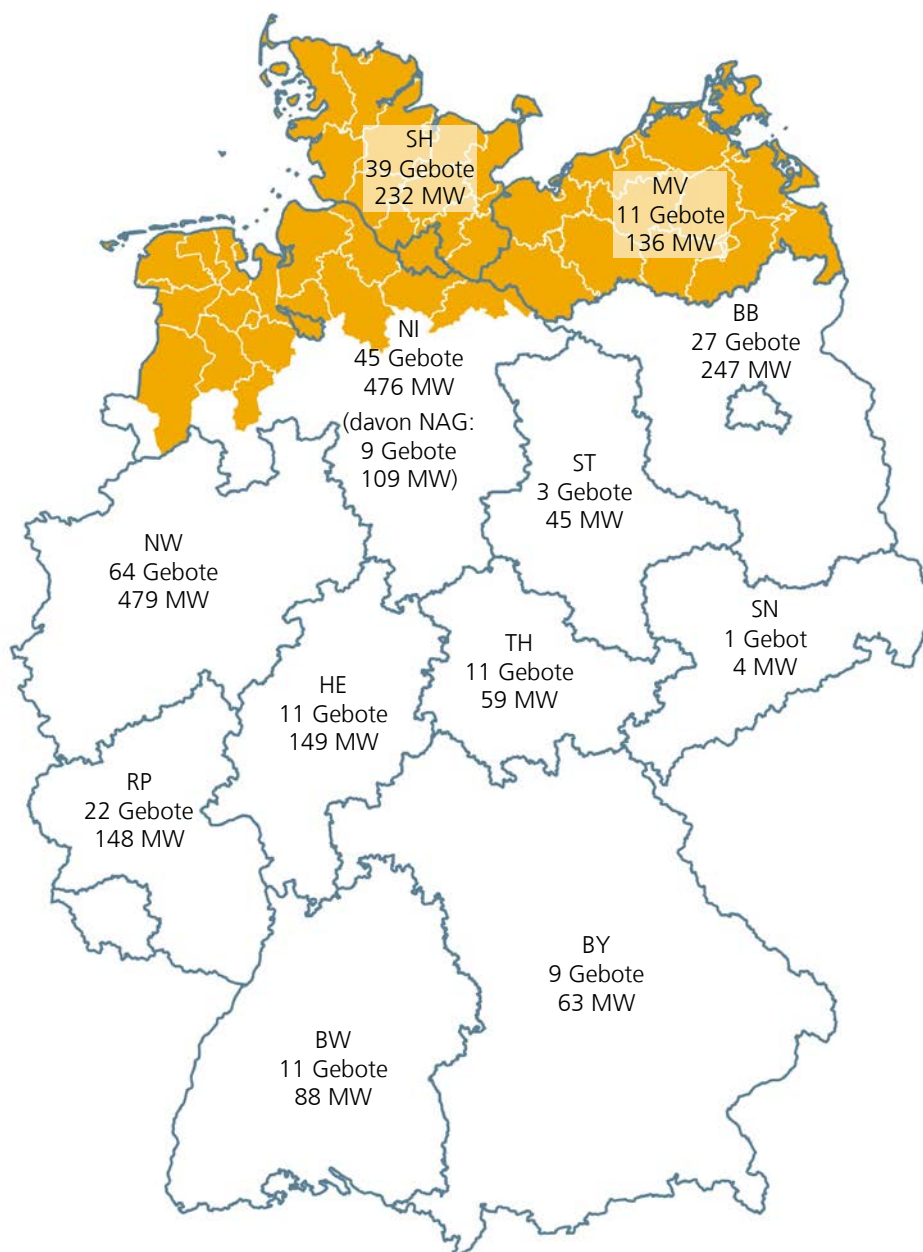 SH
39 Gebote
232 MW
MV
11 Gebote
136 MW
BB
27 Gebote
247 MW
NI
45 Gebote
476 MW
(davon NAG:
9 Gebote
109 MW)
ST
3 Gebote
45 MW
NW
64 Gebote
479 MW
SN
1 Gebot
4 MW
TH
11 Gebote
59 MW
HE
11 Gebote
149 MW
RP
22 Gebote
148 MW
BY
9 Gebote
63 MW
BW
11 Gebote
88 MW